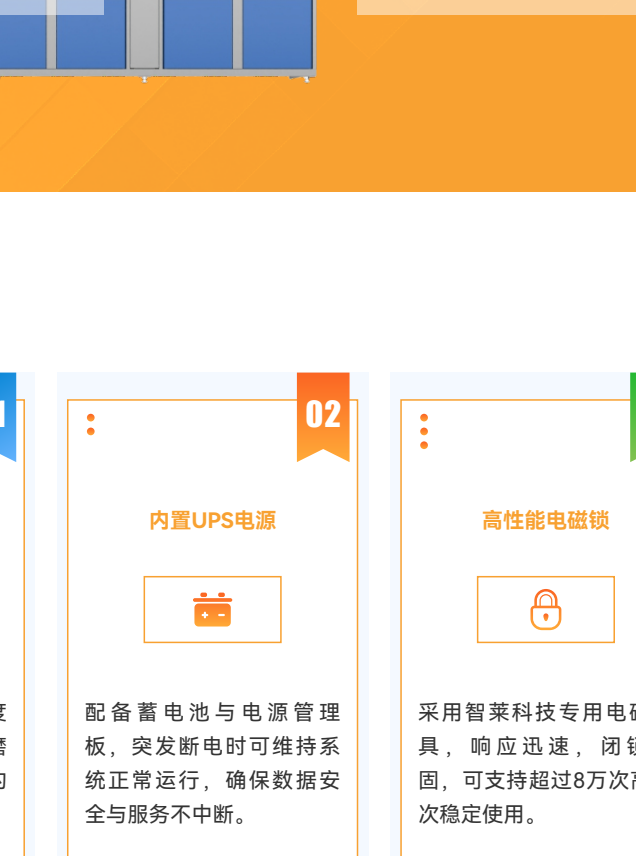 02
内置UPS电源
配备蓄电池与电源管理
板，突发断电时可维持系
统正常运行，确保数据安
全与服务不中断。
高性能电磁锁
采用智莱科技专用电
具，响应迅速，闭
固，可支持超过8万次
次稳定使用。